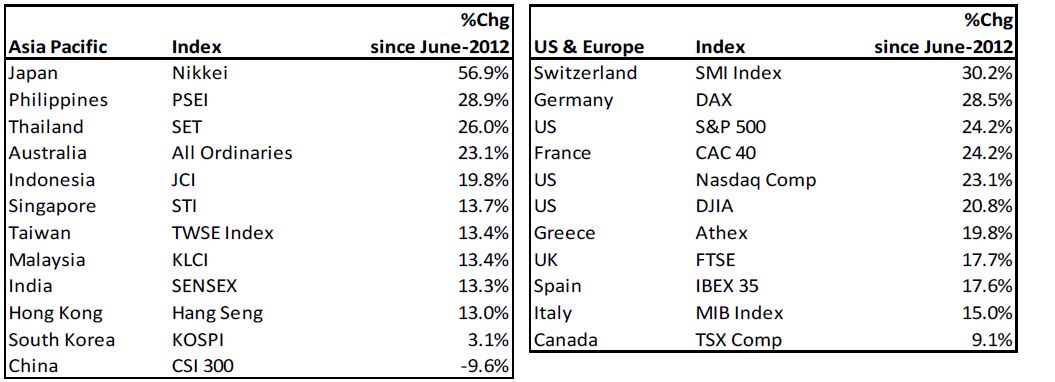 %Chg
Asia Pacific Index since June-2012
Japan Nikkei 56.9%
Philippines PSEI 28.9%
Thailand SET 26.0%
Australia All Ordinaries 23.1%
Indonesia JCI 19.8%
Singapore STI 13.7%
Taiwan TWSE Index 13.4%
Malaysia KLCI 13.4%
India SENSEX 13.3%
Hong Kong Hang Seng 13.0%
South Korea KOSPI 3.1%
China CSI 300 -9.6%
%Chg
US & Europe Index since June-2012
Switzerland SMI Index 30.2%
Germany DAX 28.5%
US S&P 500 24.2%
France CAC 40 24.2%
US Nasdaq Comp 23.1%
US DJIA 20.8%
Greece Athex 19.8%
UK FTSE 17.7%
Spain IBEX 35 17.6%
Italy MIB Index 15.0%
Canada TSX Comp 9.1%